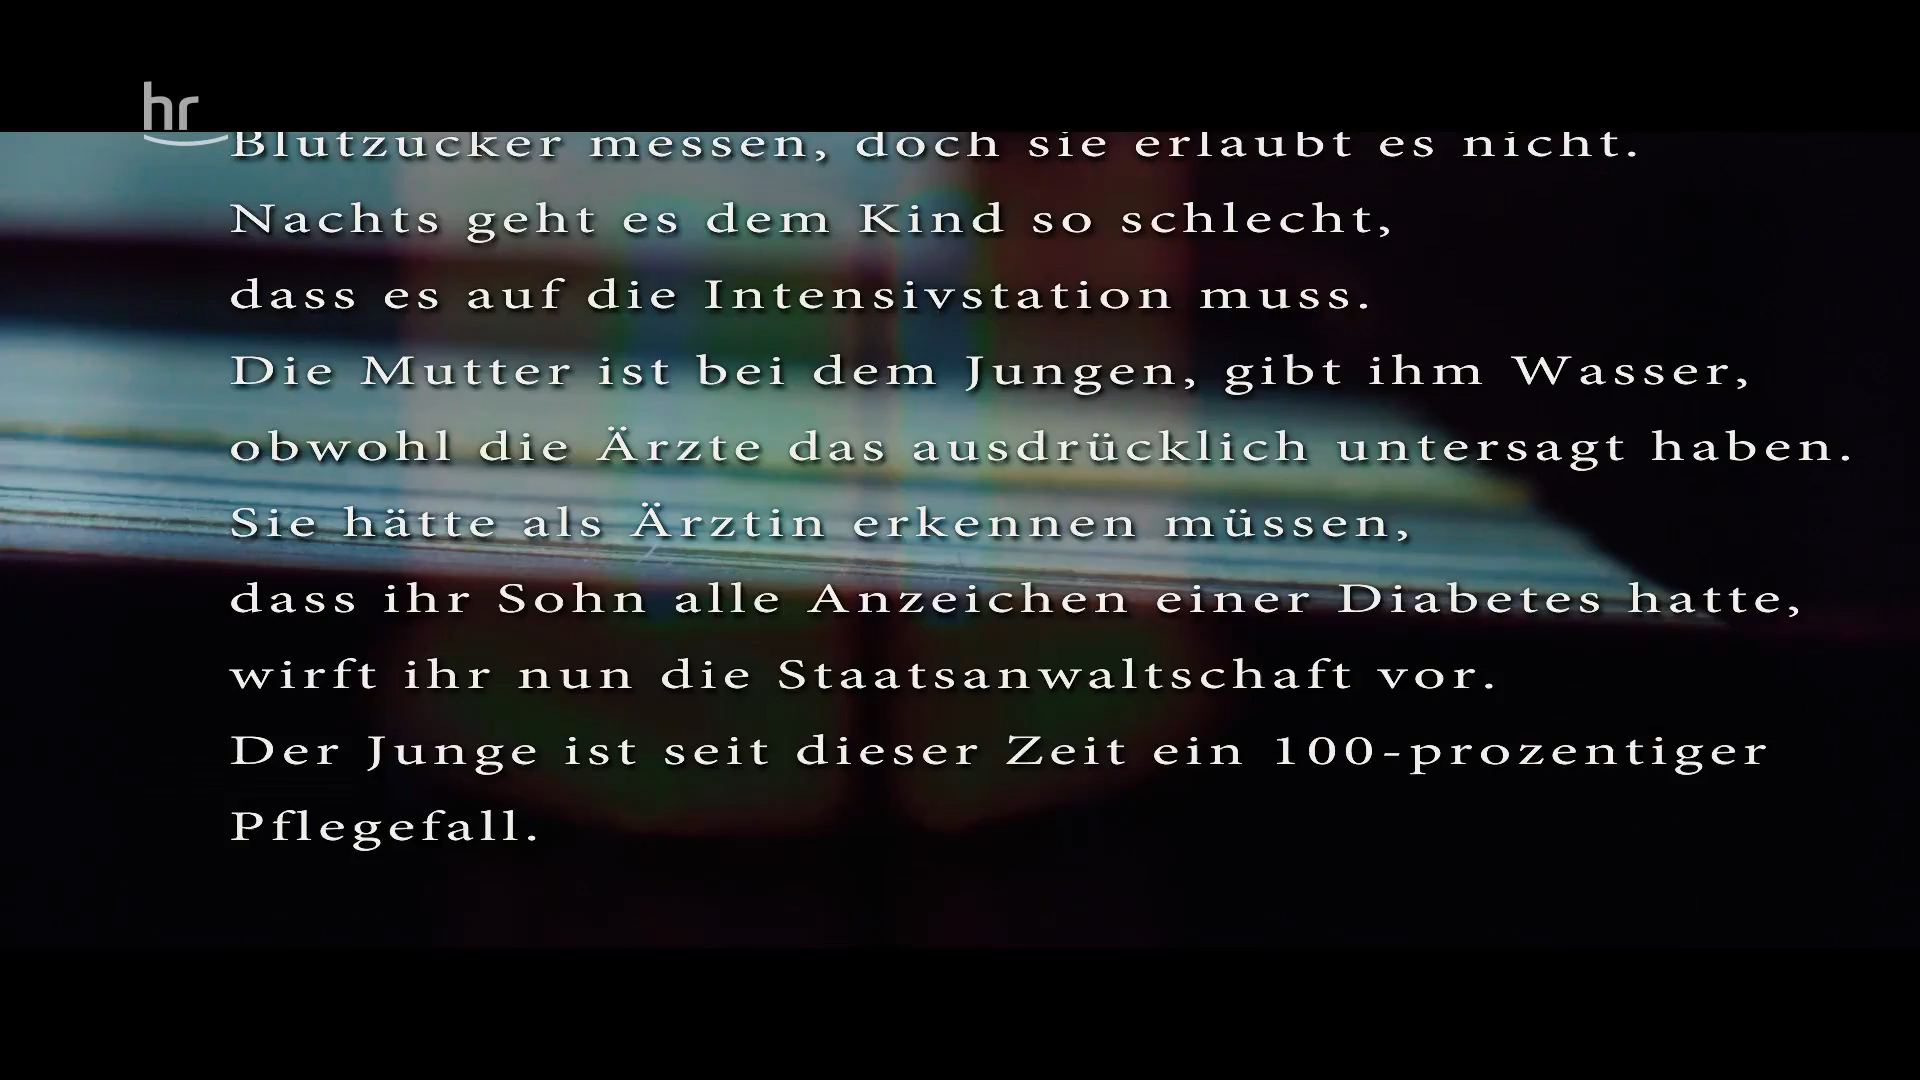 hr
Blutzucker messen, doch sie erlaubt es nicht.
Nachts geht es dem Kind so schlecht,
dass es auf die Intensivstation muss.
Die Mutter ist bei dem Jungen, gibt ihm Wasser,
obwohl die Ärzte das ausdrücklich untersagt haben.
Sie hätte als Ärztin erkennen müssen,
dass ihr Sohn alle Anzeichen einer Diabetes hatte,
wirft ihr nun die Staatsanwaltschaft vor.
Der Junge ist seit dieser Zeit ein 100-prozentiger
Pflegefall.